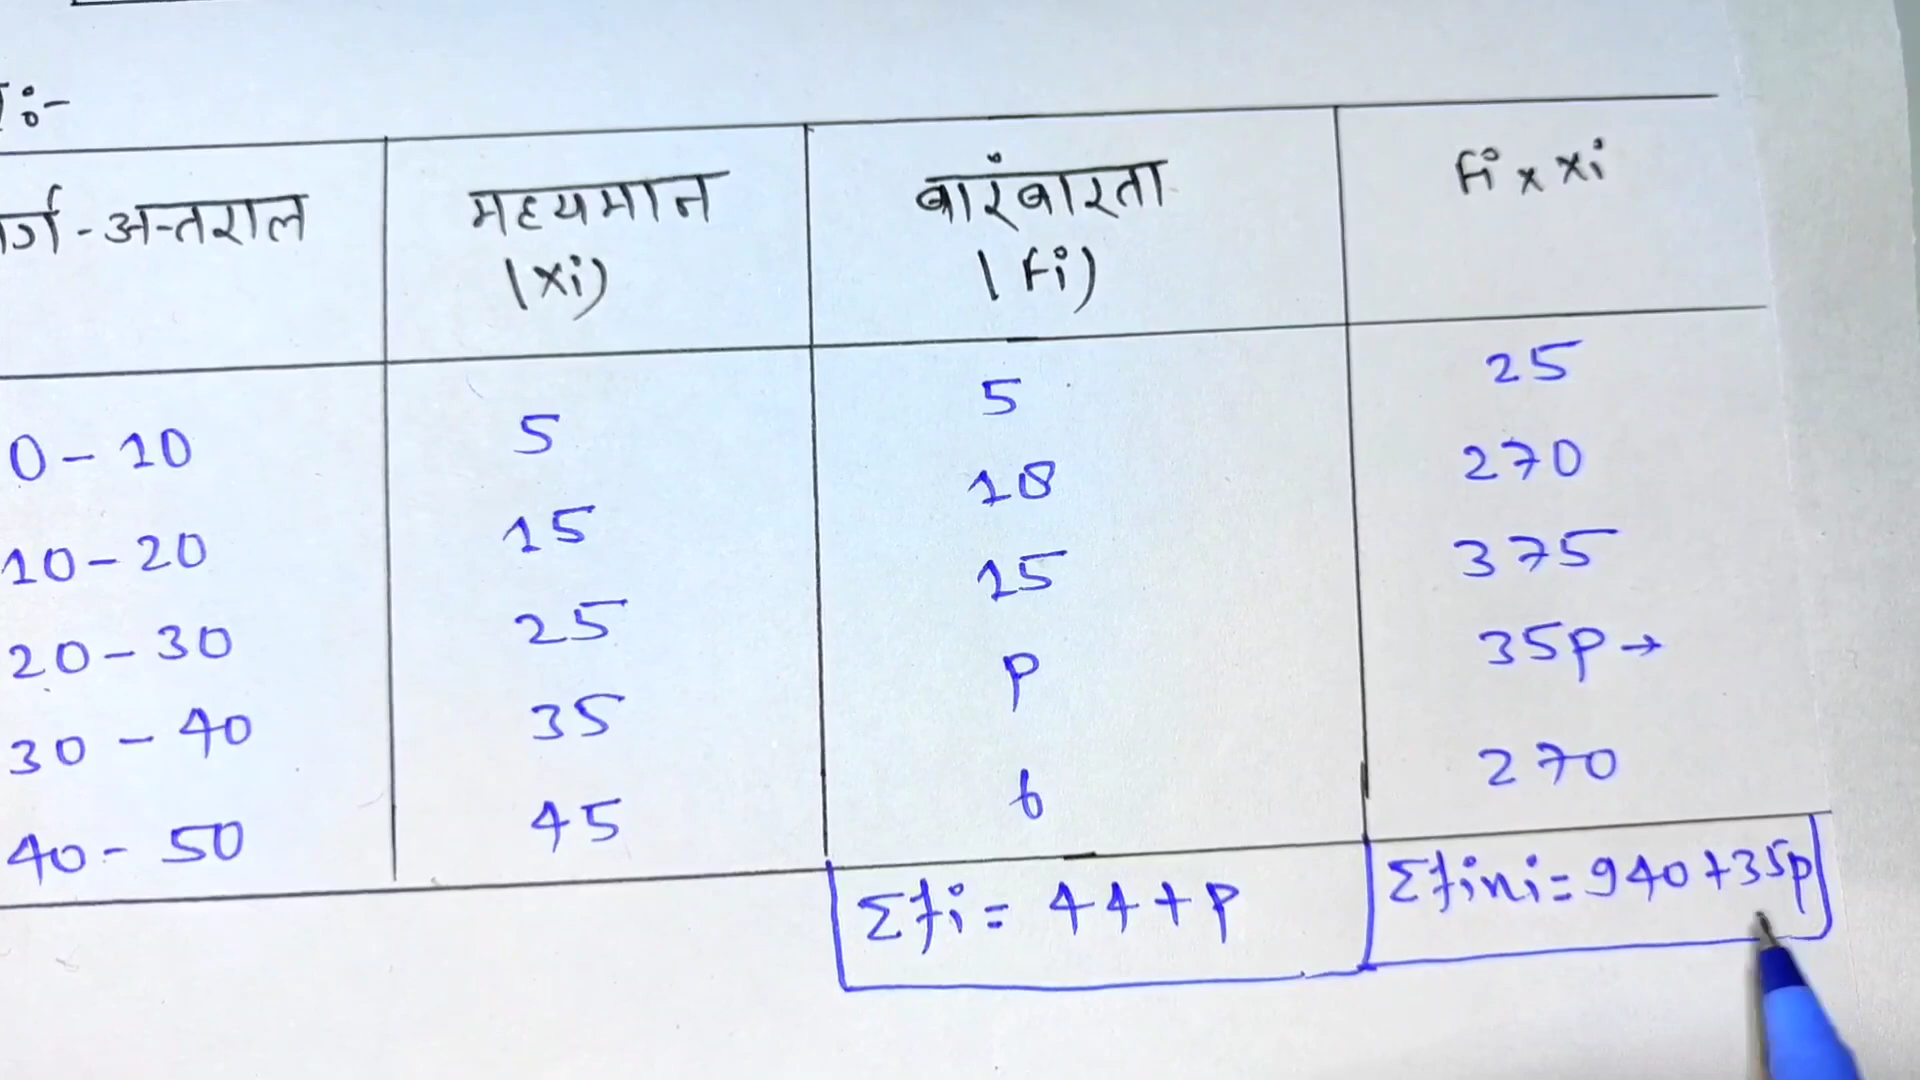 :-
र्ग-अन्तराल मध्यमान (xi) बारंबारता (fi) fi × xi
0-10 5 5 25
10-20 15 18 270
20-30 25 15 375
30-40 35 p 35p →
40-50 45 6 270
Σfi = 44+p Σfixi = 940+35p